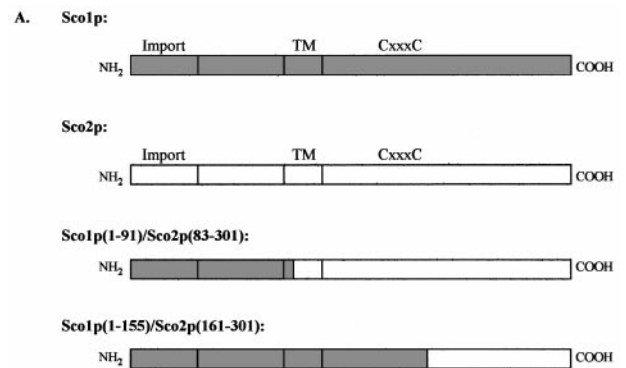 A. Sco1p:
Import TM CxxxC
NH2 COOH
Sco2p:
Import TM CxxxC
NH2 COOH
Sco1p(1-91)/Sco2p(83-301):
NH2 COOH
Sco1p(1-155)/Sco2p(161-301):
NH2 COOH